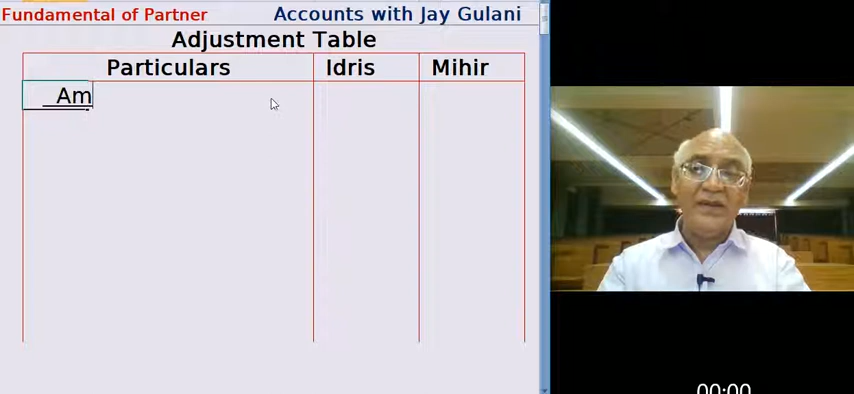 Fundamental of Partner Accounts with Jay Gulani
Adjustment Table
Particulars Idris Mihir
Am
00:00